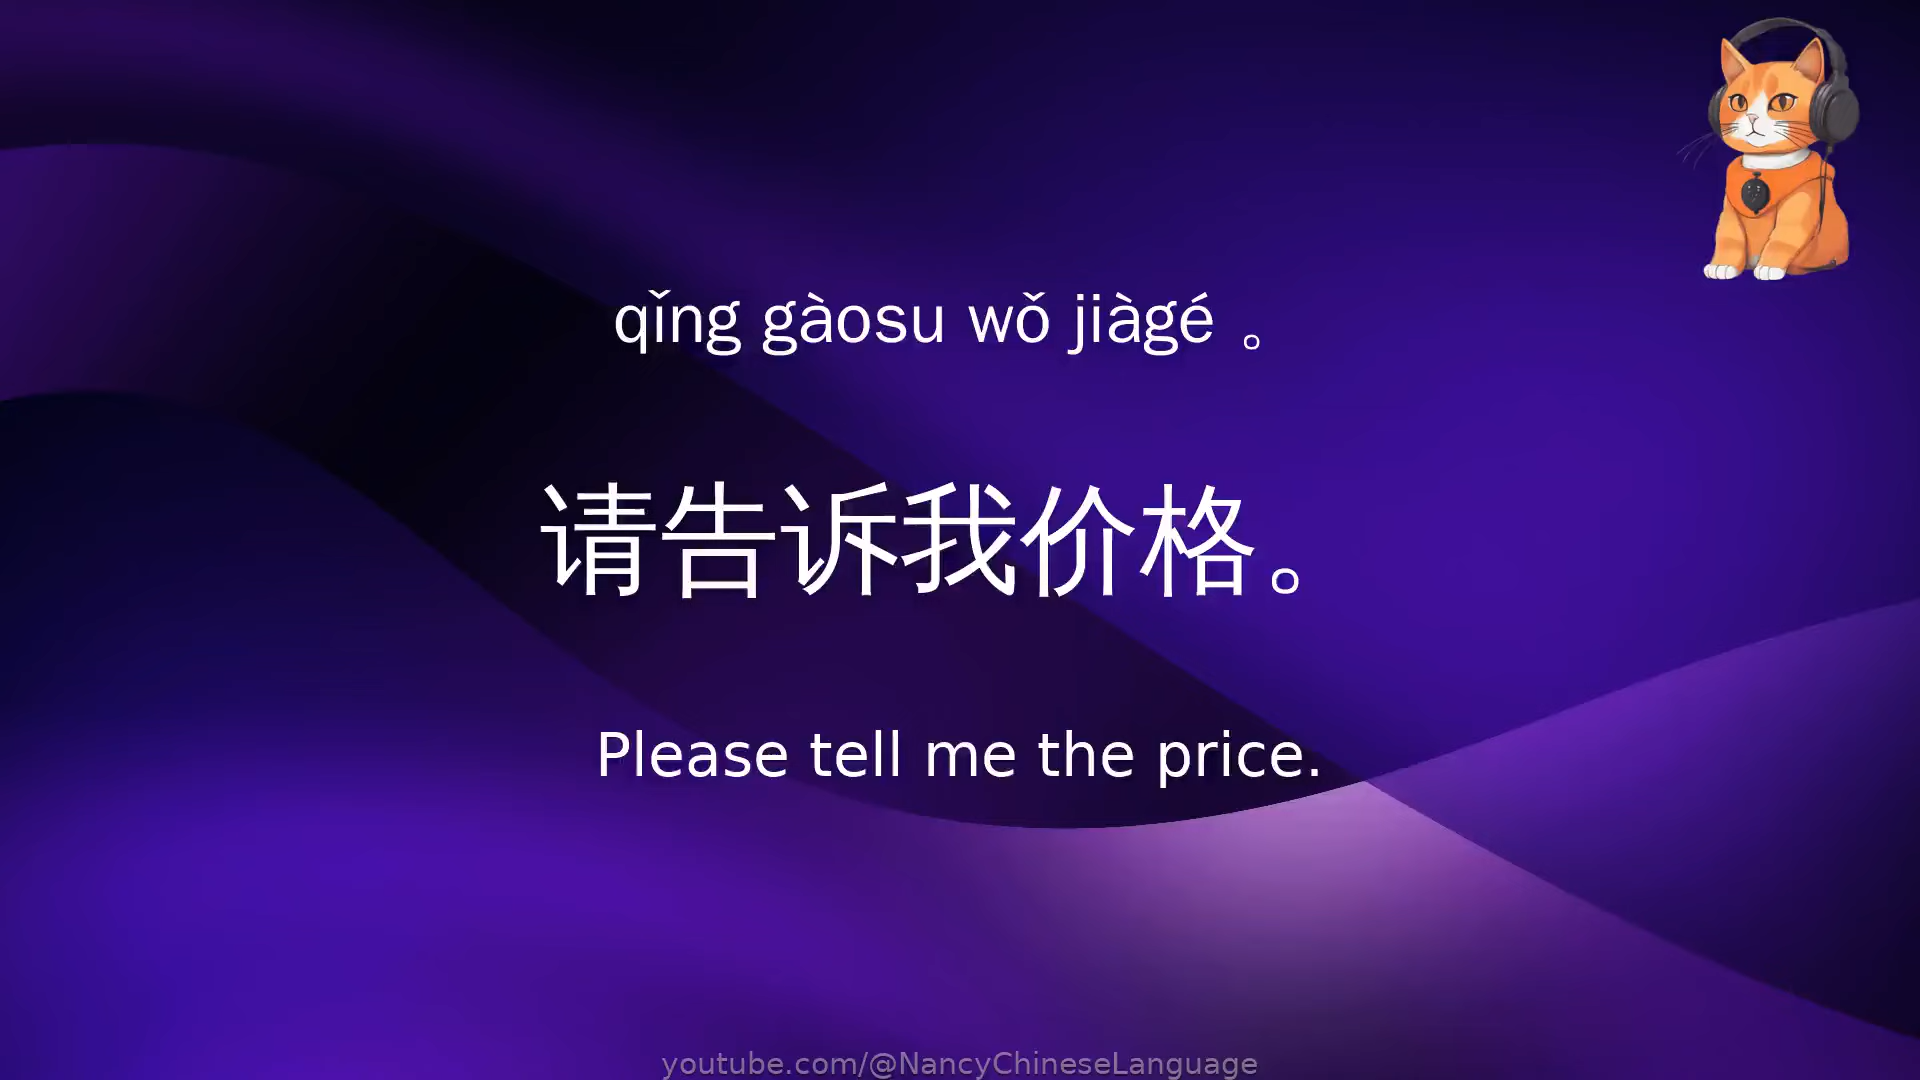 qǐng gàosu wǒ jiàgé 。
请告诉我价格。
Please tell me the price.
youtube.com/@NancyChineseLanguage